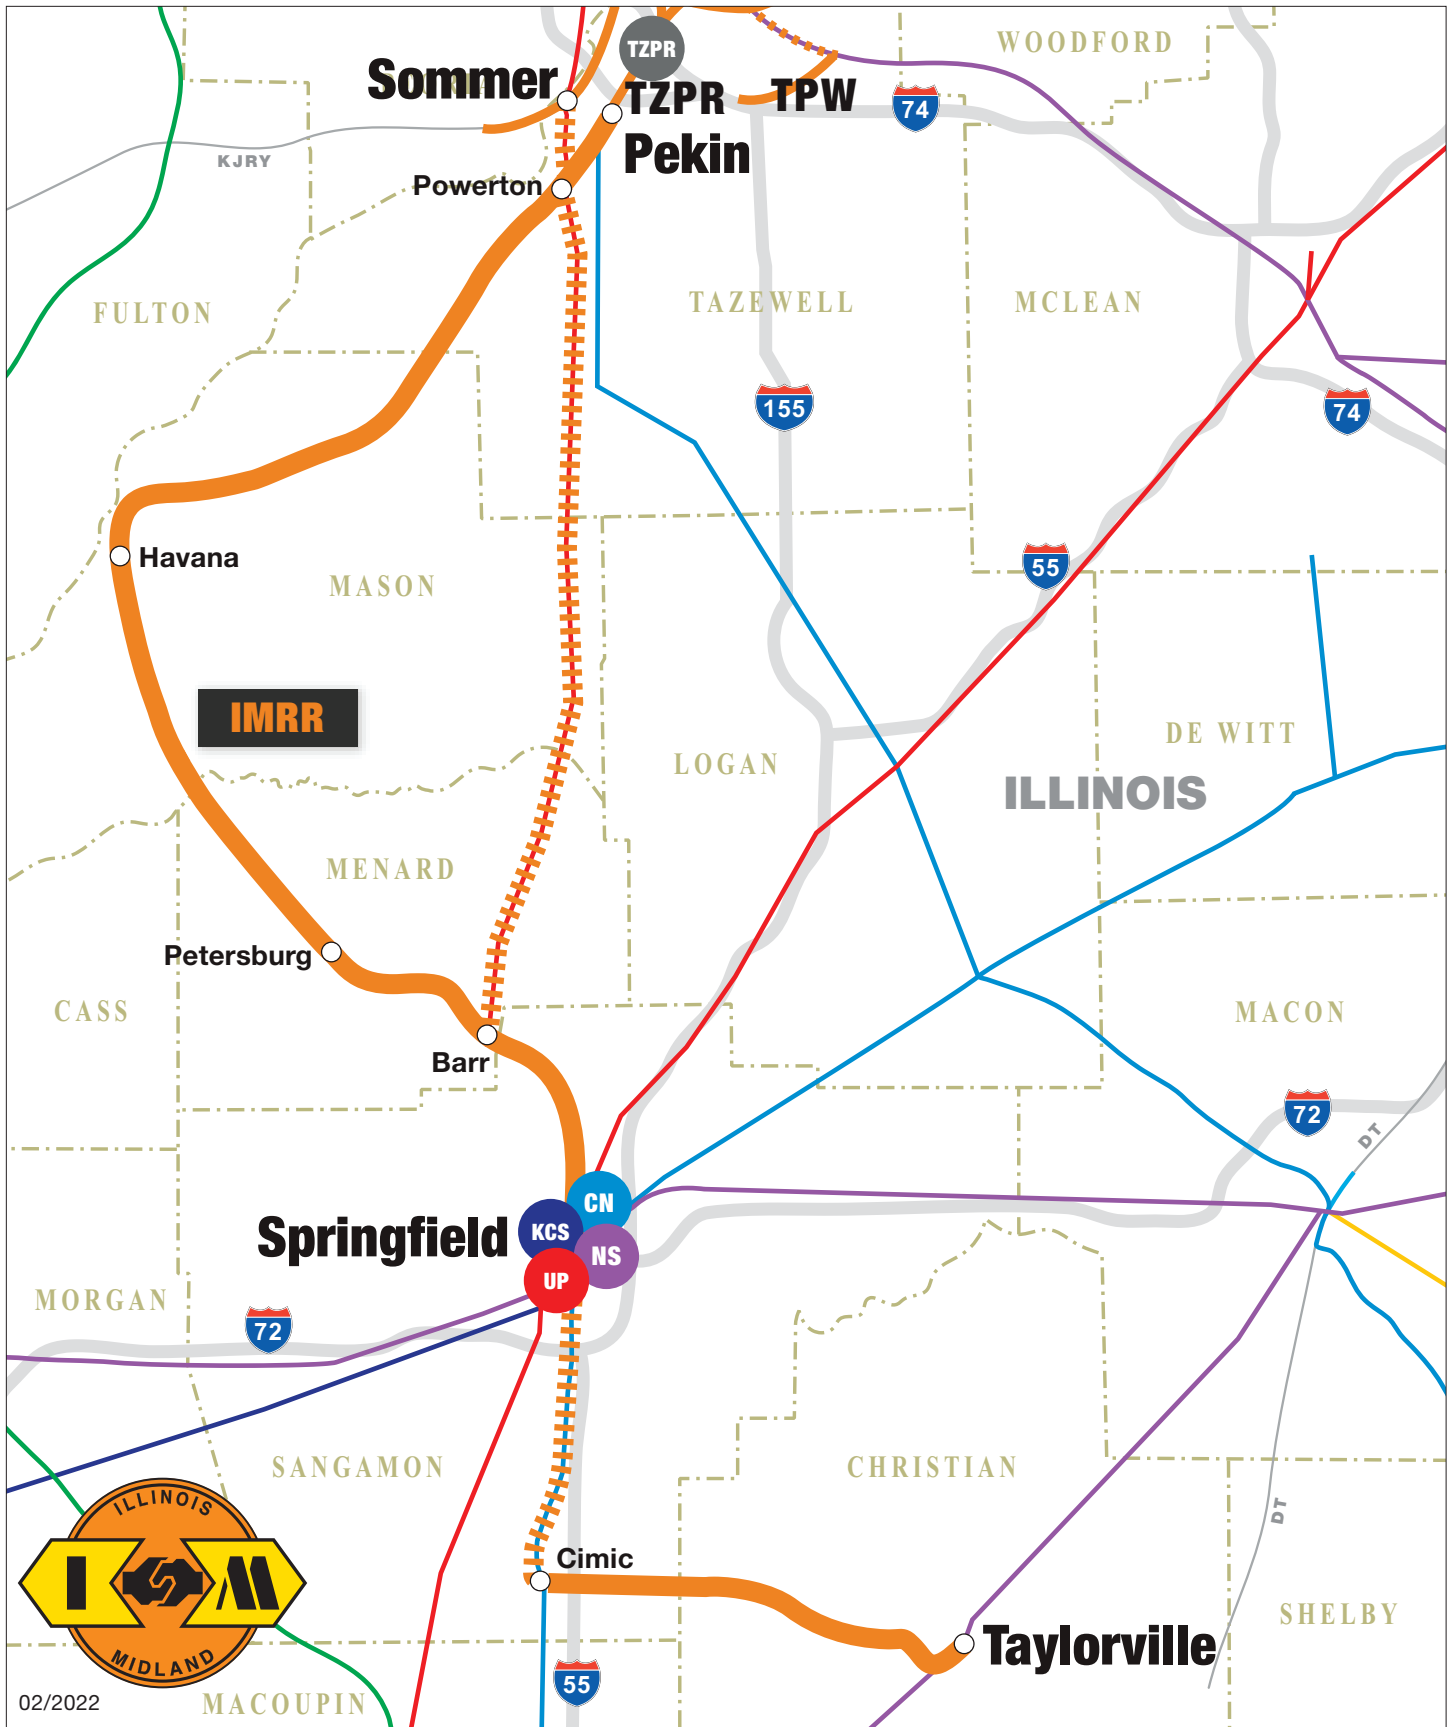 TZPR
WOODFORD
Sommer
TZPR
TPW
74
Pekin
KJRY
Powerton
FULTON
TAZEWELL
MCLEAN
155
74
Havana
MASON
55
IMRR
LOGAN
DE WITT
ILLINOIS
MENARD
Petersburg
CASS
MACON
Barr
72
DT
CN
KCS
Springfield
NS
UP
MORGAN
72
SANGAMON
CHRISTIAN
ILLINOIS
DT
Cimic
I M
SHELBY
Taylorville
MIDLAND
55
02/2022
MACOUPIN